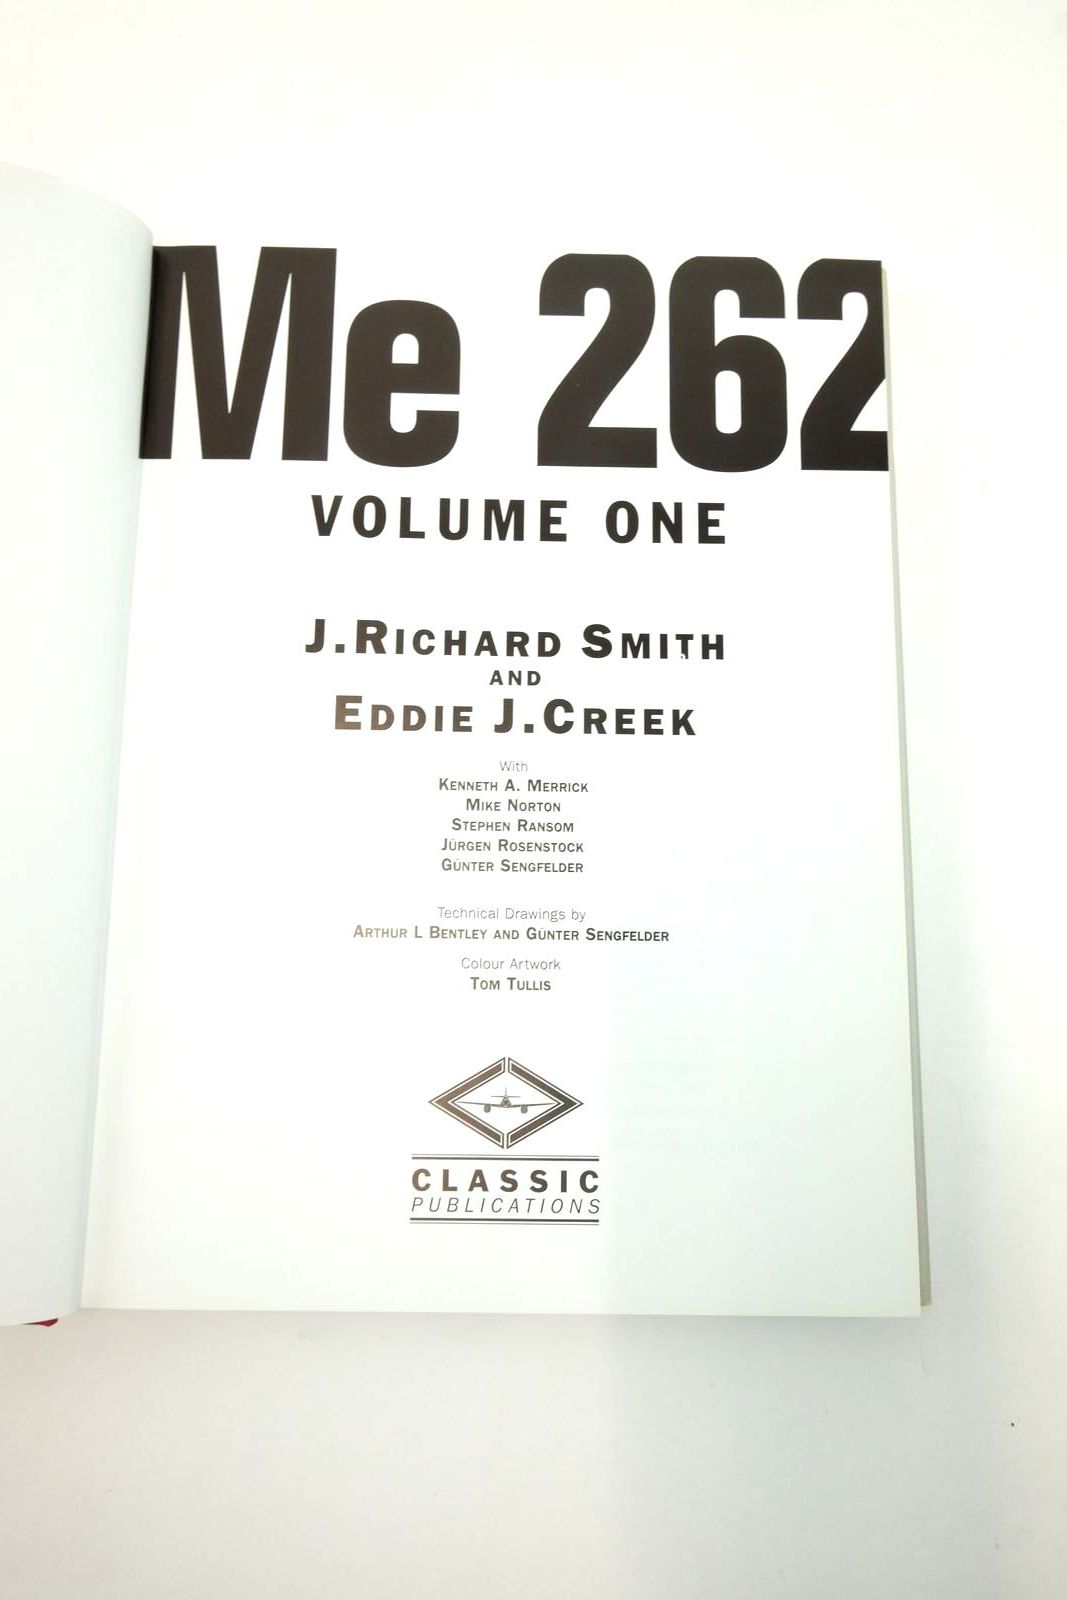 Me 262
VOLUME ONE
J.RICHARD SMITH
AND
EDDIE J.CREEK
With
KENNETH A. MERRICK
MIKE NORTON
STEPHEN RANSOM
JÜRGEN ROSENSTOCK
GÜNTER SENGFELDER
Technical Drawings by
ARTHUR L BENTLEY AND GÜNTER SENGFELDER
Colour Artwork
TOM TULLIS
CLASSIC
PUBLICATIONS